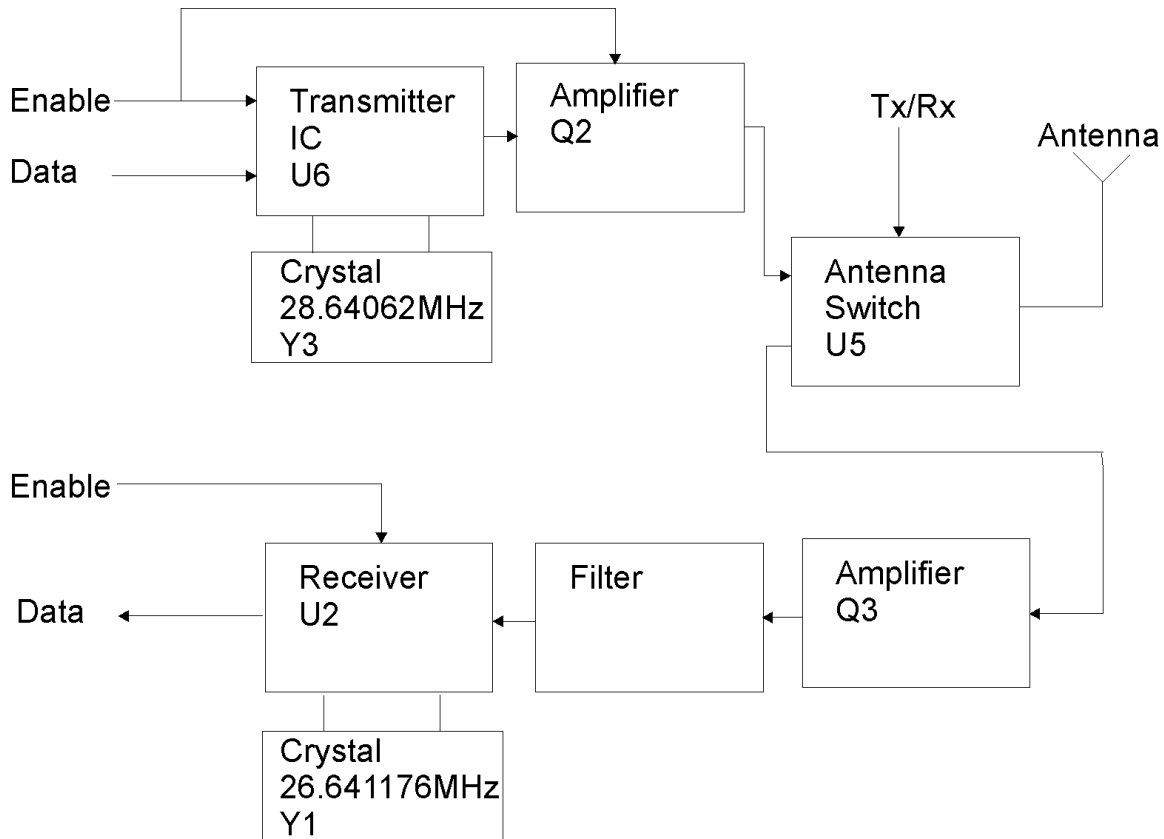 Enable
Data
Transmitter
IC
U6
Amplifier
Q2
Tx/Rx
Antenna
Crystal
28.64062MHz
Y3
Antenna
Switch
U5
Enable
Data
Receiver
U2
Filter
Amplifier
Q3
Crystal
26.641176MHz
Y1